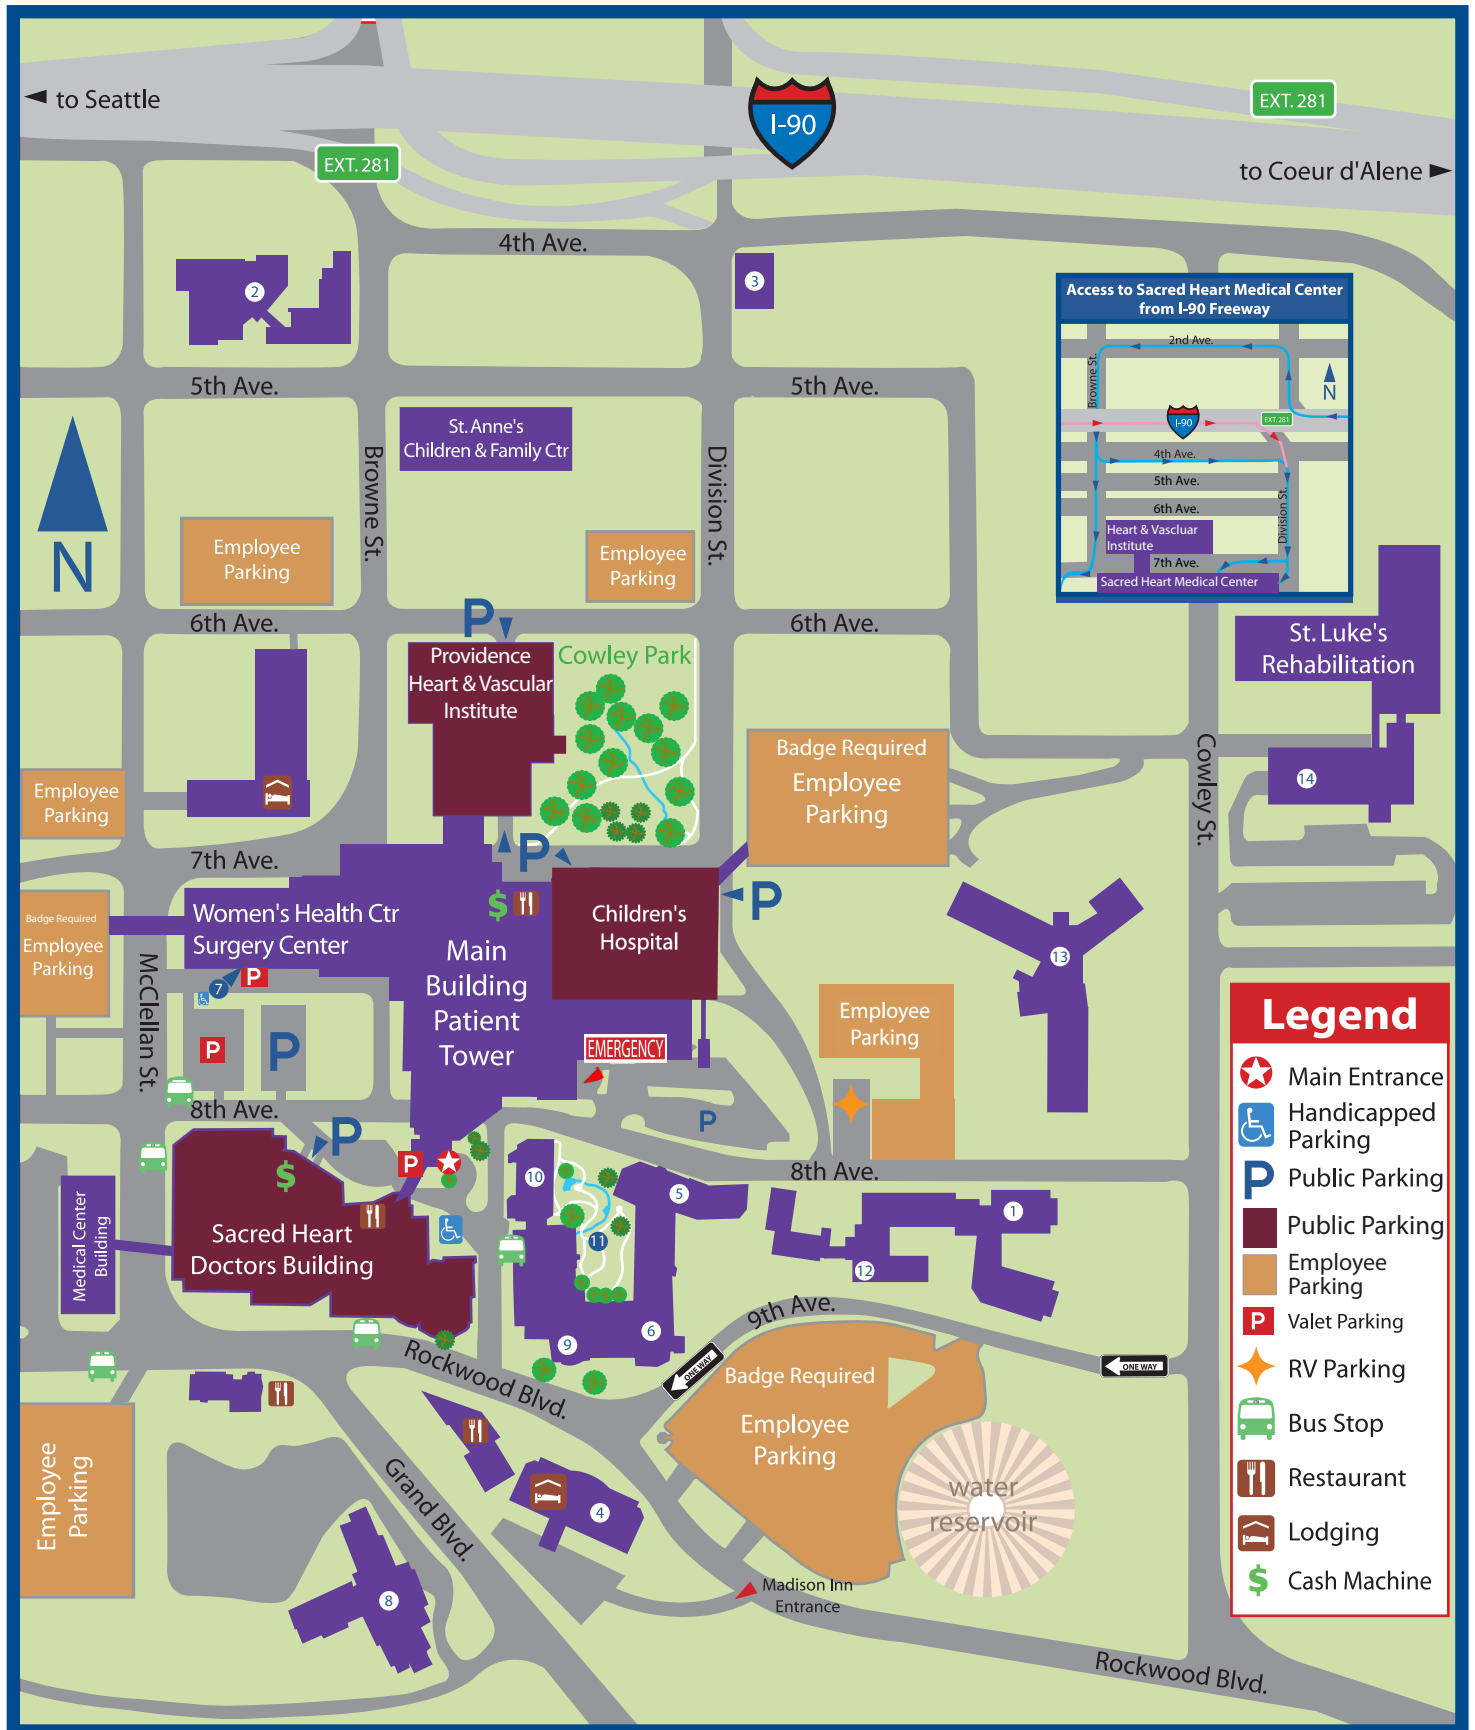 to Seattle
I-90
EXT. 281
EXT. 281
to Coeur d'Alene
4th Ave.
2
3
Access to Sacred Heart Medical Center
from I-90 Freeway
2nd Ave.
Browne St.
N
I-90
EXT. 281
4th Ave.
5th Ave.
6th Ave.
Division St.
Heart & Vascluar
Institute
7th Ave.
Sacred Heart Medical Center
5th Ave.
5th Ave.
St. Anne's
Children & Family Ctr
Browne St.
Division St.
N
Employee
Parking
Employee
Parking
6th Ave.
P
6th Ave.
St. Luke's
Rehabilitation
Providence
Heart & Vascular
Institute
Cowley Park
Badge Required
Employee
Parking
Cowley St.
14
Employee
Parking
7th Ave.
P
P
Badge Required
Employee
Parking
Women's Health Ctr
Surgery Center
$
Children's
Hospital
Main
Building
Patient
Tower
13
McClellan St.
7
P
P
P
EMERGENCY
Employee
Parking
8th Ave.
P
P
8th Ave.
P
$
10
5
1
Medical Center
Building
Sacred Heart
Doctors Building
11
12
9th Ave.
9
6
ONE WAY
ONE WAY
Rockwood Blvd.
Badge Required
Employee
Parking
Employee
Parking
Grand Blvd.
4
water
reservoir
8
Madison Inn
Entrance
Rockwood Blvd.
Legend
Main Entrance
Handicapped
Parking
P Public Parking
Public Parking
Employee
Parking
P Valet Parking
RV Parking
Bus Stop
Restaurant
Lodging
$ Cash Machine